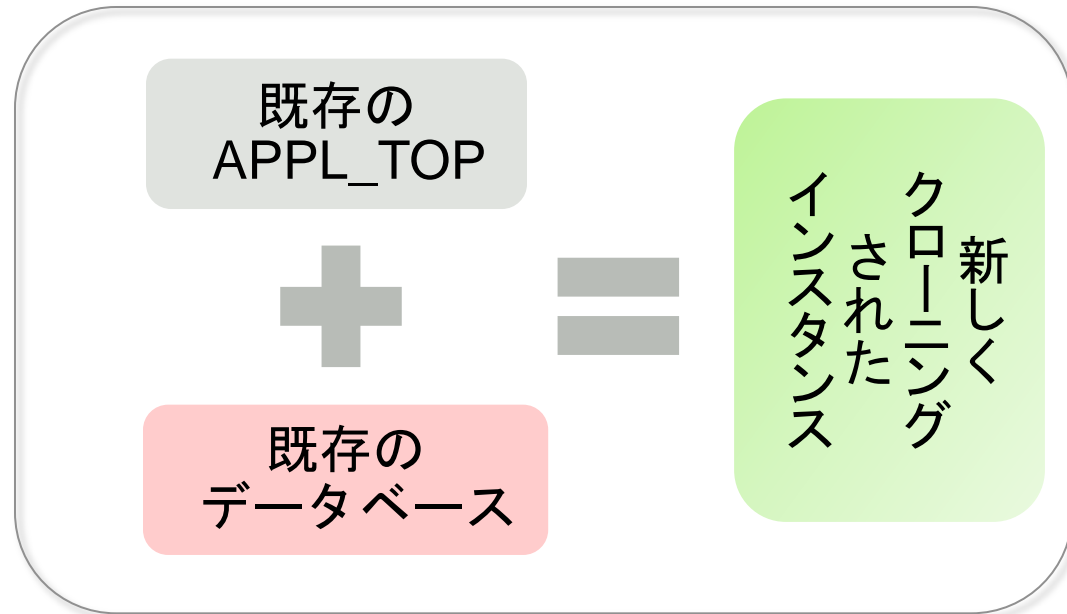 既存の
APPL_TOP
既存の
データベース
新しく
クローニング
された
インスタンス